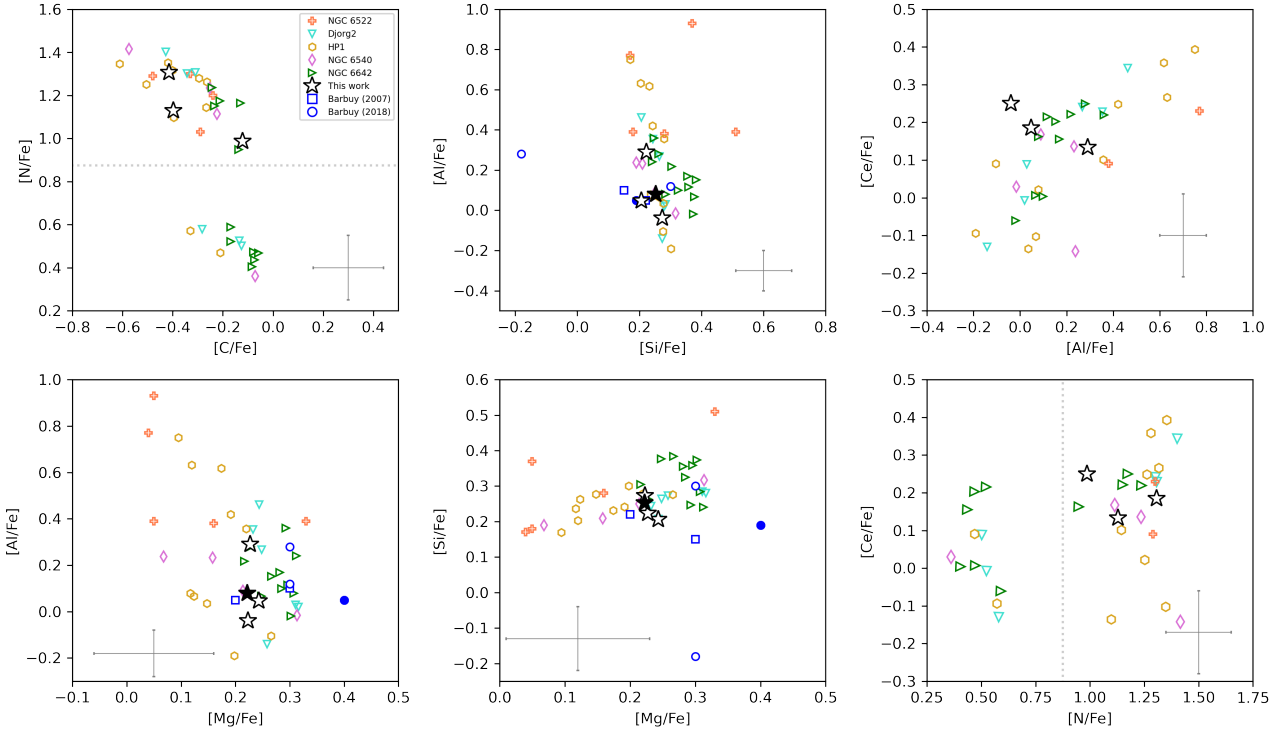 1.6
1.4
1.2
1.0
0.8
0.6
0.4
0.2
[N/Fe]
−0.8 −0.6 −0.4 −0.2 0.0 0.2 0.4
[C/Fe]
NGC 6522
Djorg2
HP1
NGC 6540
NGC 6642
This work
Barbuy (2007)
Barbuy (2018)
1.0
0.8
0.6
0.4
0.2
0.0
−0.2
−0.4
[Al/Fe]
−0.2 0.0 0.2 0.4 0.6 0.8
[Si/Fe]
0.5
0.4
0.3
0.2
0.1
0.0
−0.1
−0.2
−0.3
[Ce/Fe]
−0.4 −0.2 0.0 0.2 0.4 0.6 0.8 1.0
[Al/Fe]
1.0
0.8
0.6
0.4
0.2
0.0
−0.2
[Al/Fe]
−0.1 0.0 0.1 0.2 0.3 0.4 0.5
[Mg/Fe]
0.6
0.5
0.4
0.3
0.2
0.1
0.0
−0.1
−0.2
[Si/Fe]
0.0 0.1 0.2 0.3 0.4 0.5
[Mg/Fe]
0.5
0.4
0.3
0.2
0.1
0.0
−0.1
−0.2
−0.3
[Ce/Fe]
0.25 0.50 0.75 1.00 1.25 1.50 1.75
[N/Fe]